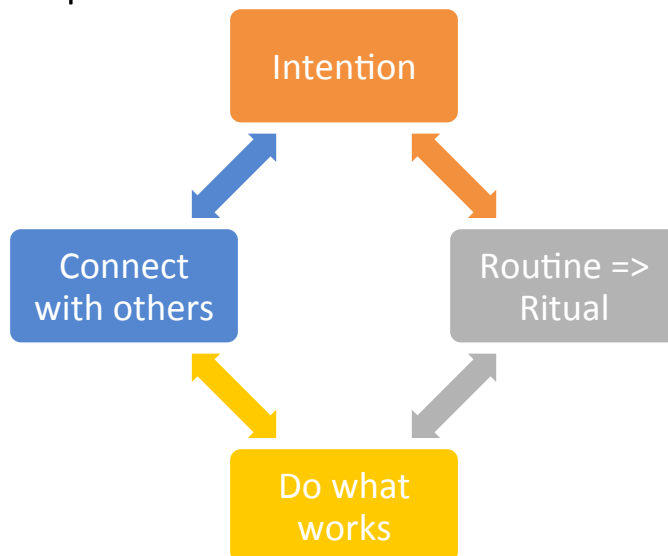 Intention
Connect
with others
Routine =>
Ritual
Do what
works